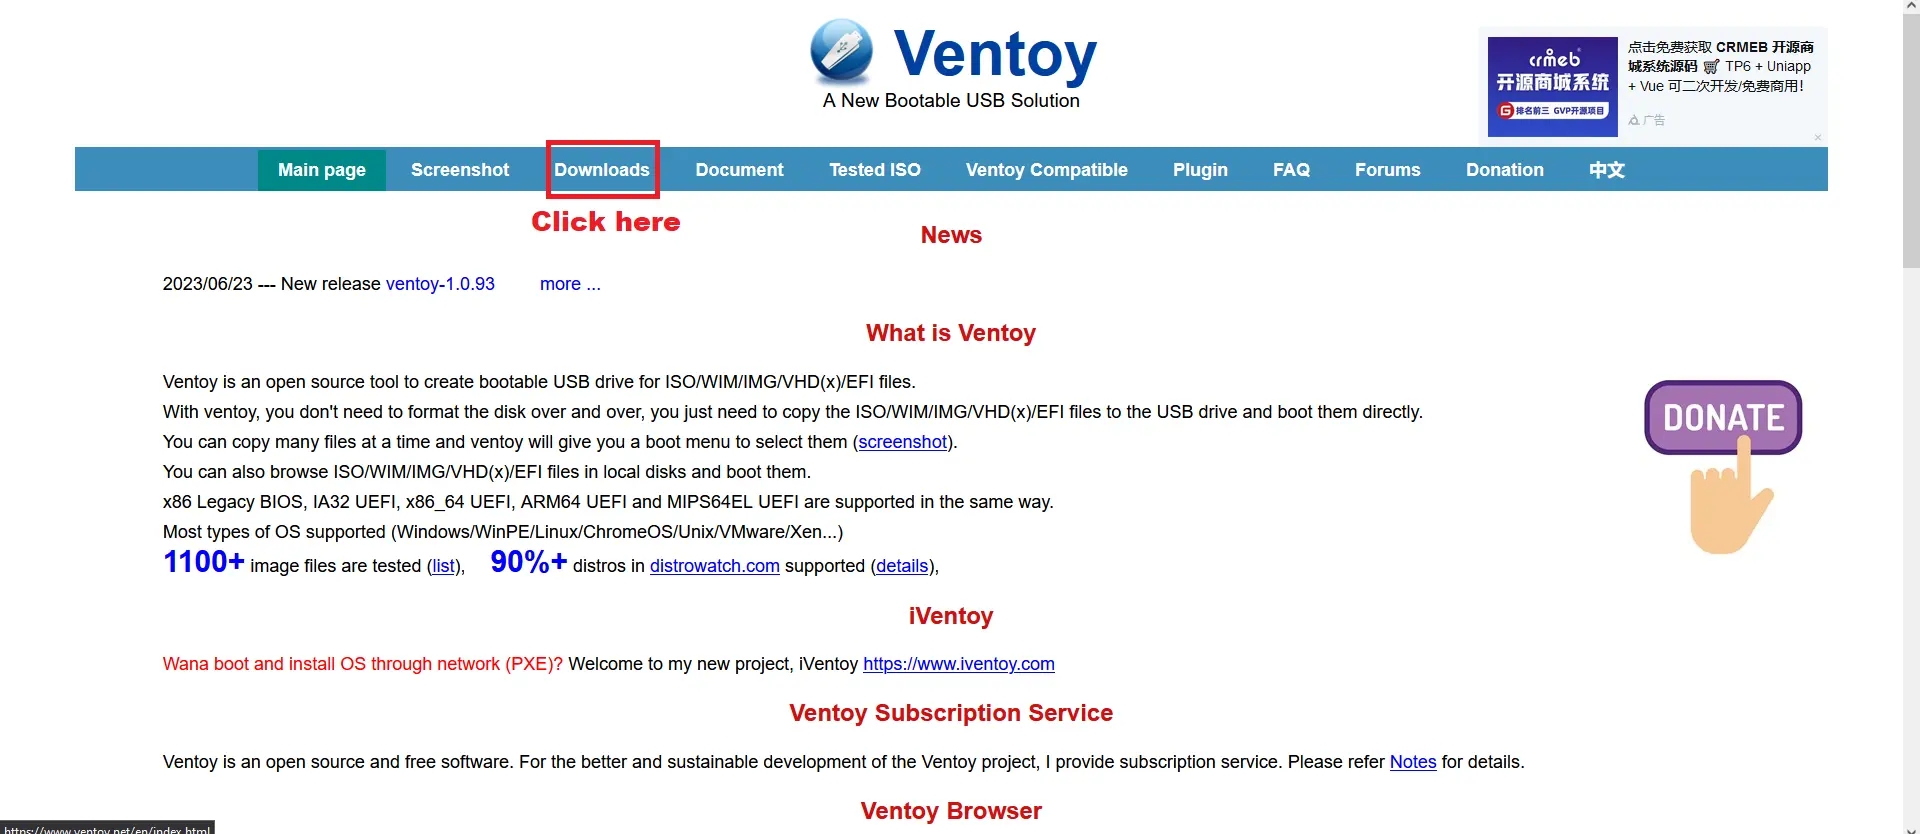 Ventoy
A New Bootable USB Solution
crmeb
开源商城系统
G 排名前三 GVP开源项目
点击免费获取 CRMEB 开源商
城系统源码 🛒 TP6 + Uniapp
+ Vue 可二次开发/免费商用!
广告
Main page Screenshot Downloads Document Tested ISO Ventoy Compatible Plugin FAQ Forums Donation 中文
Click here
News
2023/06/23 --- New release ventoy-1.0.93 more ...
What is Ventoy
Ventoy is an open source tool to create bootable USB drive for ISO/WIM/IMG/VHD(x)/EFI files.
With ventoy, you don't need to format the disk over and over, you just need to copy the ISO/WIM/IMG/VHD(x)/EFI files to the USB drive and boot them directly.
You can copy many files at a time and ventoy will give you a boot menu to select them (screenshot).
You can also browse ISO/WIM/IMG/VHD(x)/EFI files in local disks and boot them.
x86 Legacy BIOS, IA32 UEFI, x86_64 UEFI, ARM64 UEFI and MIPS64EL UEFI are supported in the same way.
Most types of OS supported (Windows/WinPE/Linux/ChromeOS/Unix/VMware/Xen...)
1100+ image files are tested (list), 90%+ distros in distrowatch.com supported (details),
DONATE
iVentoy
Wana boot and install OS through network (PXE)? Welcome to my new project, iVentoy https://www.iventoy.com
Ventoy Subscription Service
Ventoy is an open source and free software. For the better and sustainable development of the Ventoy project, I provide subscription service. Please refer Notes for details.
Ventoy Browser
https://www.ventoy.net/en/index.html